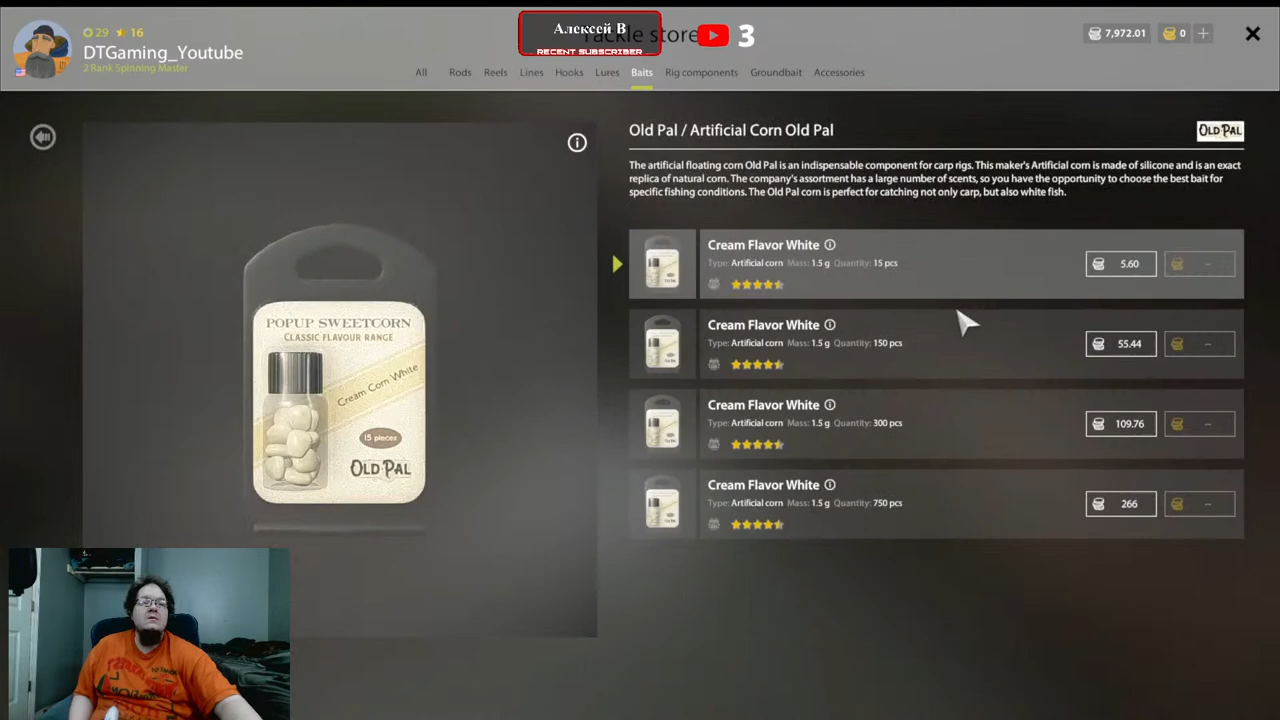 29 16
DTGaming_Youtube
2 Rank Spinning Master
Алексей В
RECENT SUBSCRIBER
Tackle store
3
7,972.01
0
All Rods Reels Lines Hooks Lures Baits Rig components Groundbait Accessories
Old Pal / Artificial Corn Old Pal
OLD PAL
The artificial floating corn Old Pal is an indispensable component for carp rigs. This maker's Artificial corn is made of silicone and is an exact
replica of natural corn. The company's assortment has a large number of scents, so you have the opportunity to choose the best bait for
specific fishing conditions. The Old Pal corn is perfect for catching not only carp, but also white fish.
POPUP SWEETCORN
CLASSIC FLAVOUR RANGE
Cream Corn White
15 pieces
OLD PAL
Cream Flavor White
Type: Artificial corn Mass: 1.5 g Quantity: 15 pcs
5.60 --
Cream Flavor White
Type: Artificial corn Mass: 1.5 g Quantity: 150 pcs
55.44 --
Cream Flavor White
Type: Artificial corn Mass: 1.5 g Quantity: 300 pcs
109.76 --
Cream Flavor White
Type: Artificial corn Mass: 1.5 g Quantity: 750 pcs
266 --